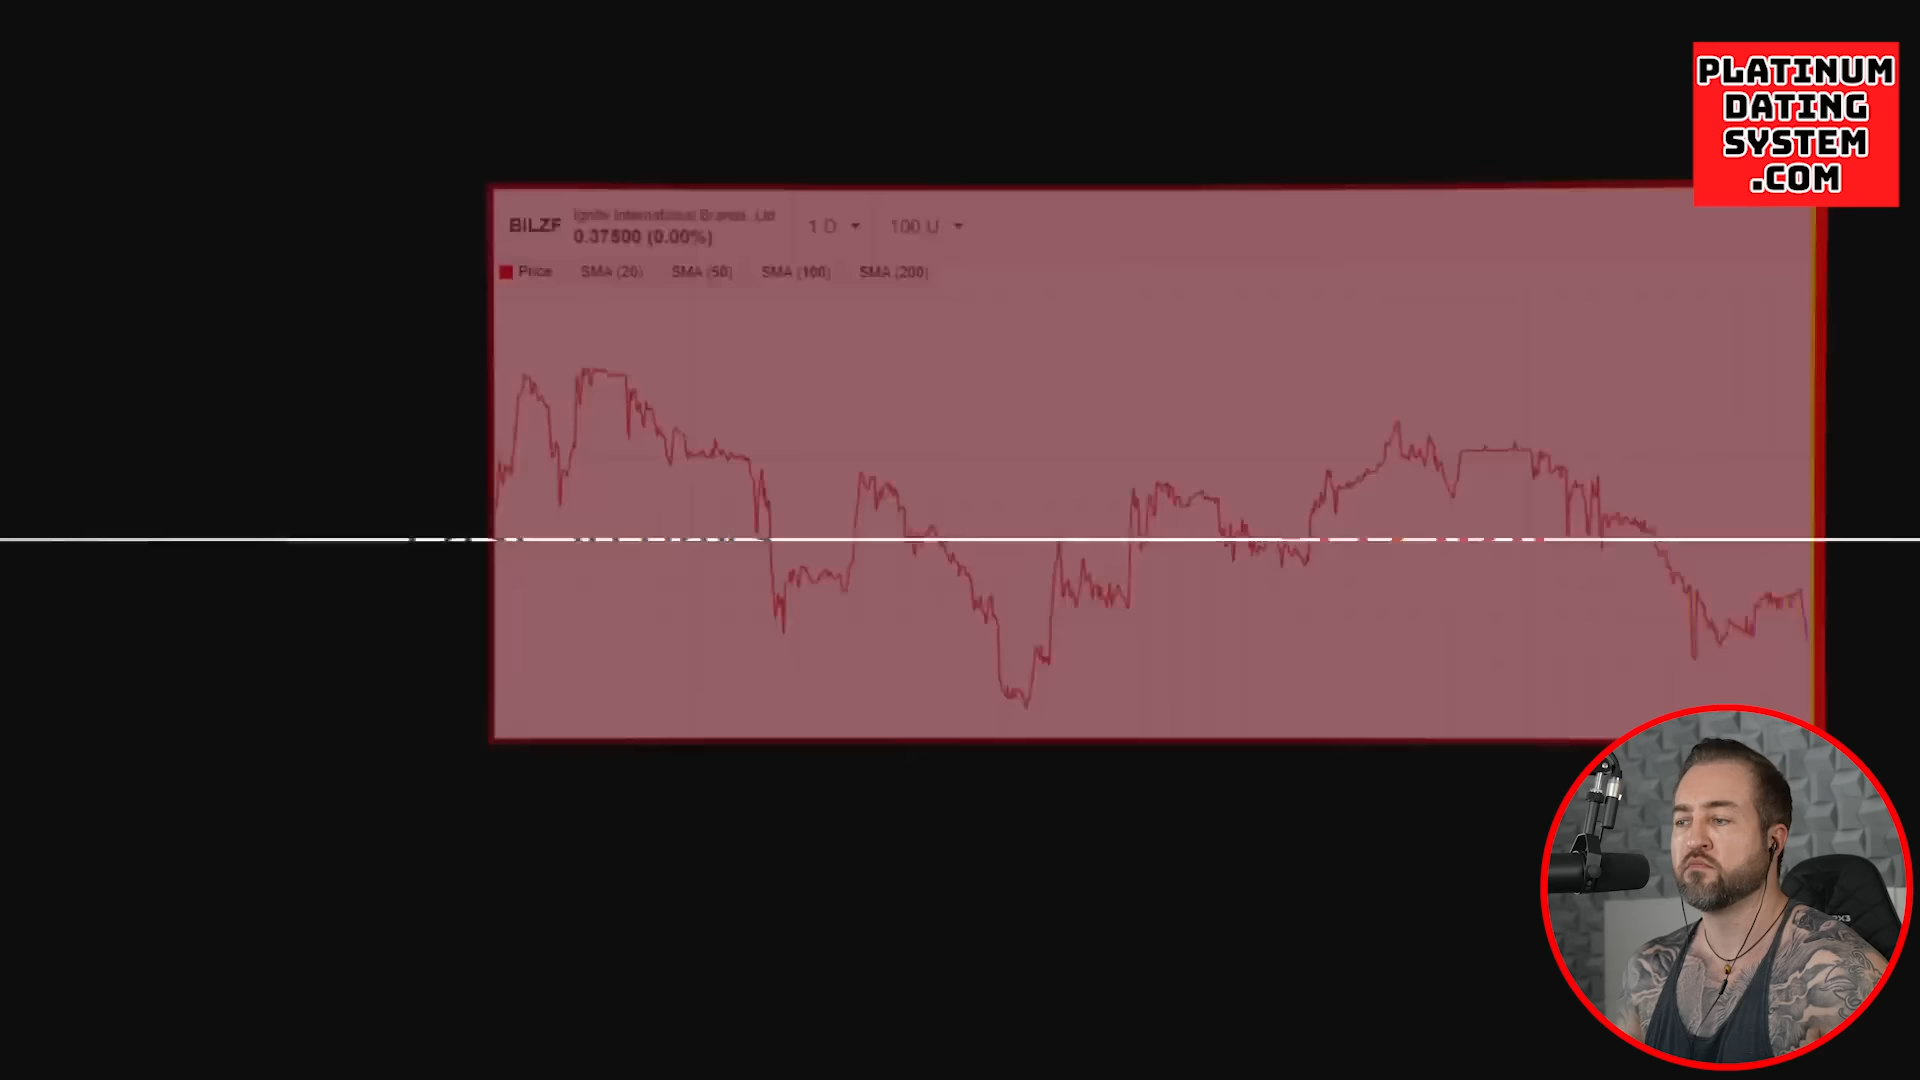 PLATINUM
DATING
SYSTEM
.COM
BILZF
Ignite International Brands, Ltd
0.37500 (0.00%)
1 D
100 U
Price SMA (20) SMA (50) SMA (100) SMA (200)